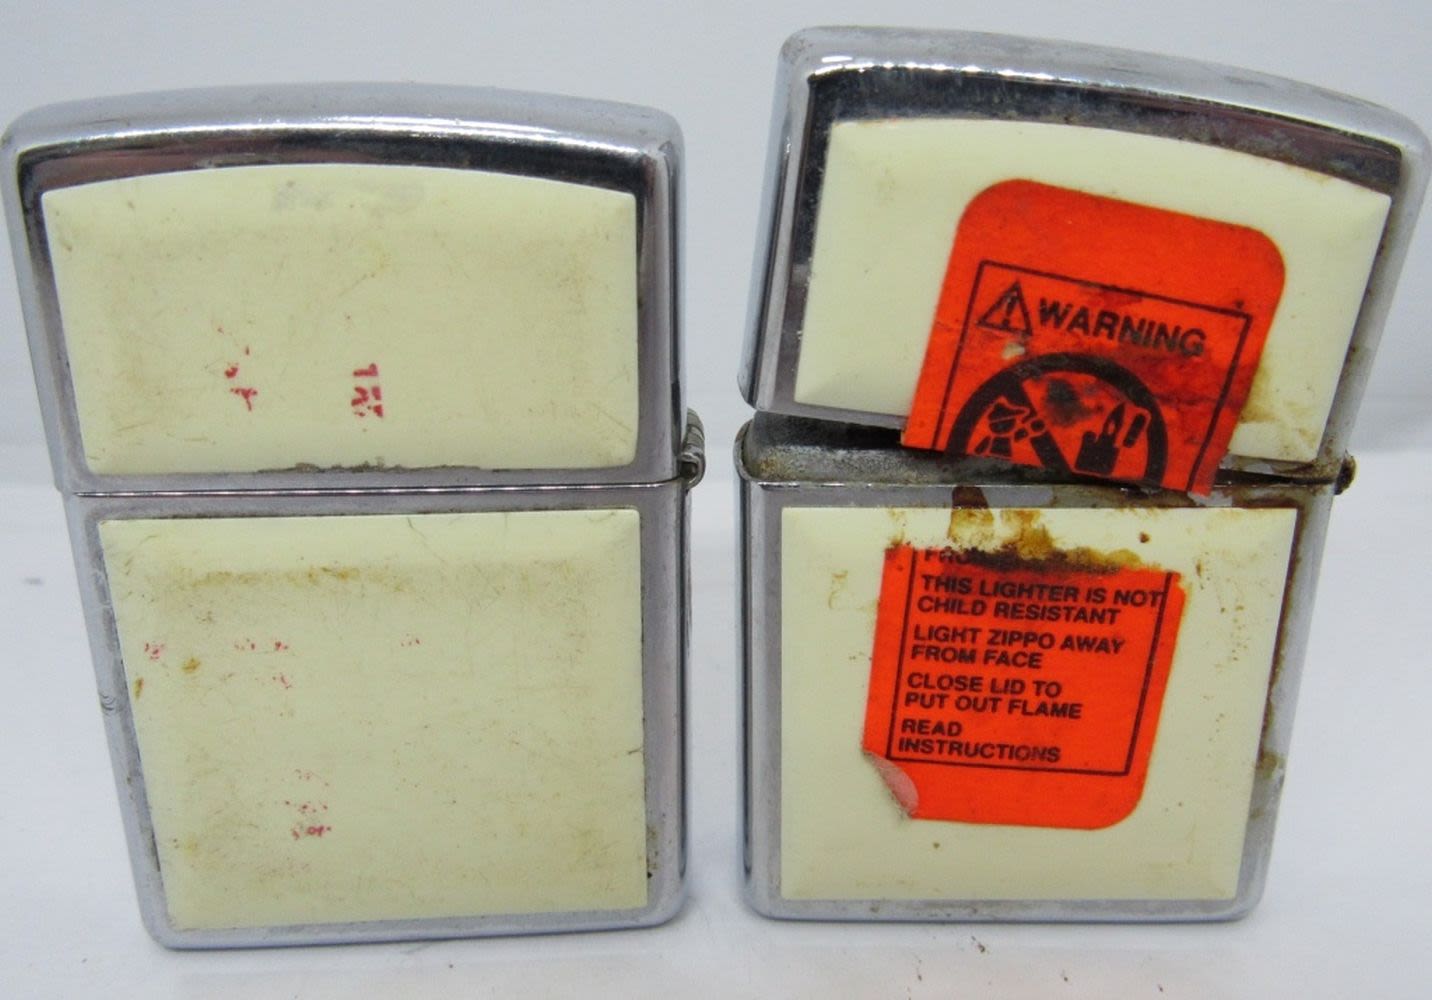 WARNING
THIS LIGHTER IS NOT
CHILD RESISTANT
LIGHT ZIPPO AWAY
FROM FACE
CLOSE LID TO
PUT OUT FLAME
READ
INSTRUCTIONS